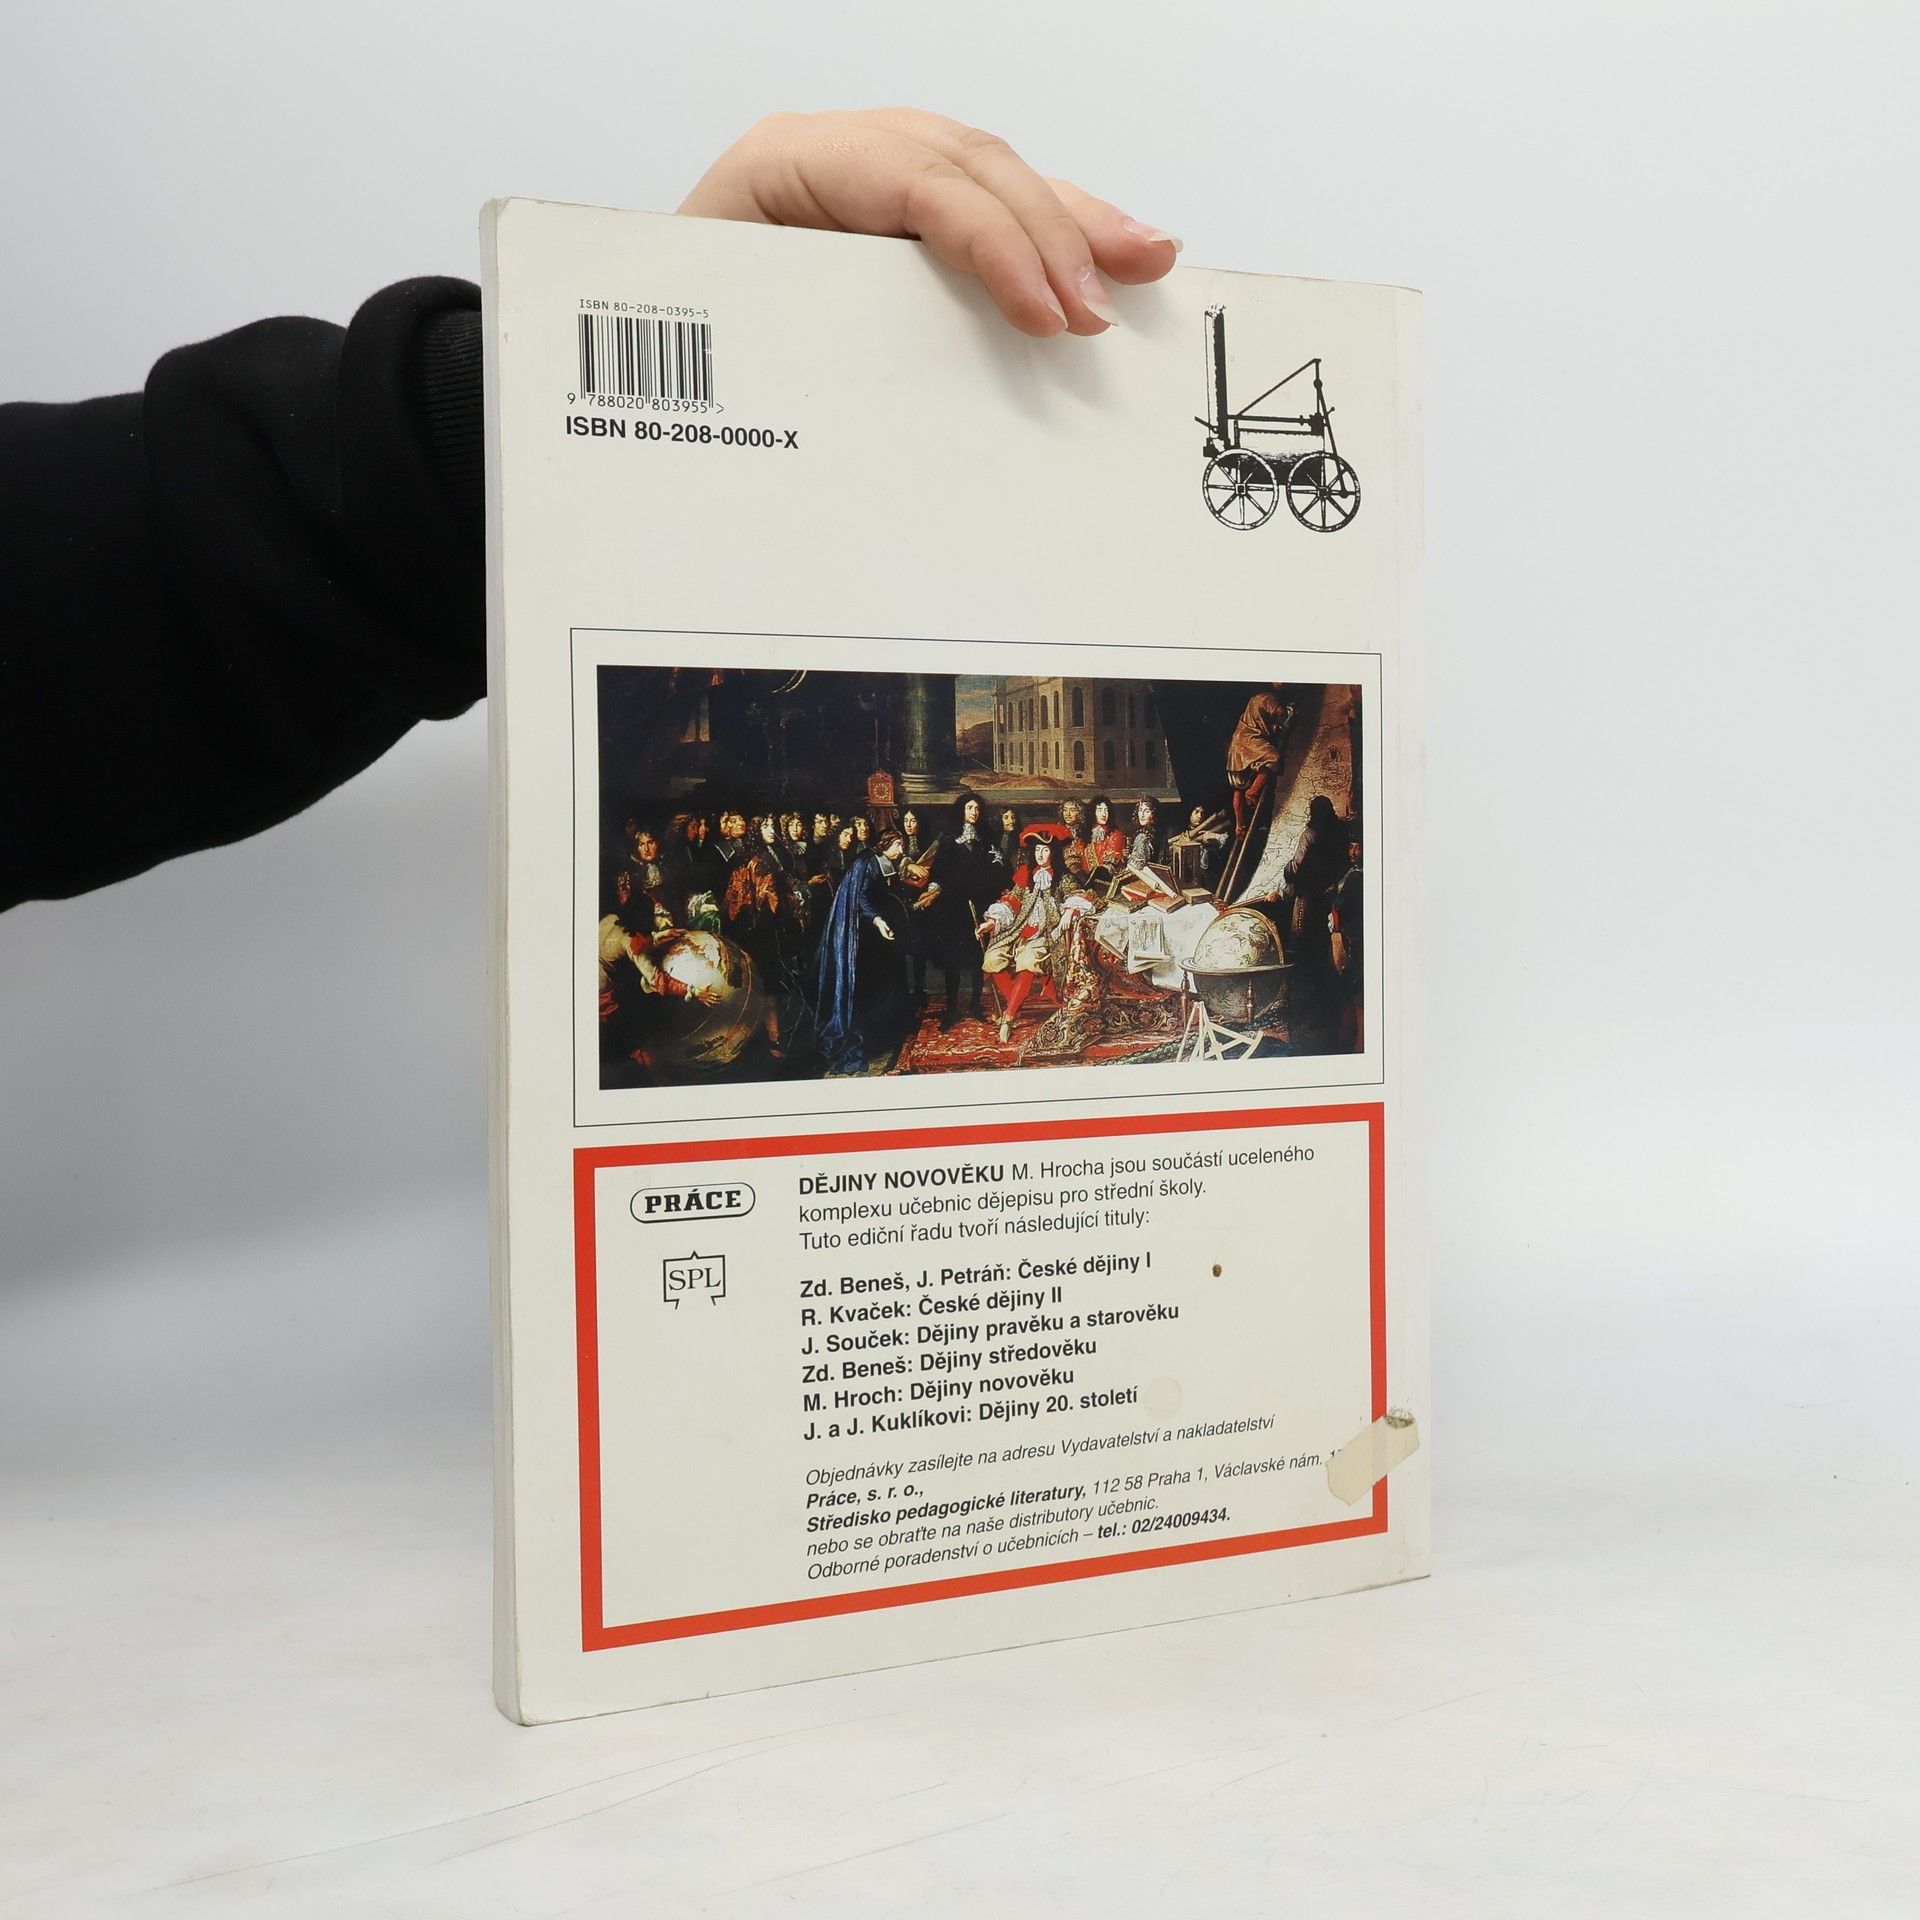 ISBN 80-208-0395-5
9 788020 803955 >
ISBN 80-208-0000-X
PRÁCE
SPL
DĚJINY NOVOVĚKU M. Hrocha jsou součástí uceleného
komplexu učebnic dějepisu pro střední školy.
Tuto ediční řadu tvoří následující tituly:
Zd. Beneš, J. Petráň: České dějiny I
R. Kvaček: České dějiny II
J. Souček: Dějiny pravěku a starověku
Zd. Beneš: Dějiny středověku
M. Hroch: Dějiny novověku
J. a J. Kuklíkovi: Dějiny 20. století
Objednávky zasílejte na adresu Vydavatelství a nakladatelství
Práce, s. r. o.,
Středisko pedagogické literatury, 112 58 Praha 1, Václavské nám.
nebo se obraťte na naše distributory učebnic.
Odborné poradenství o učebnicích – tel.: 02/24009434.